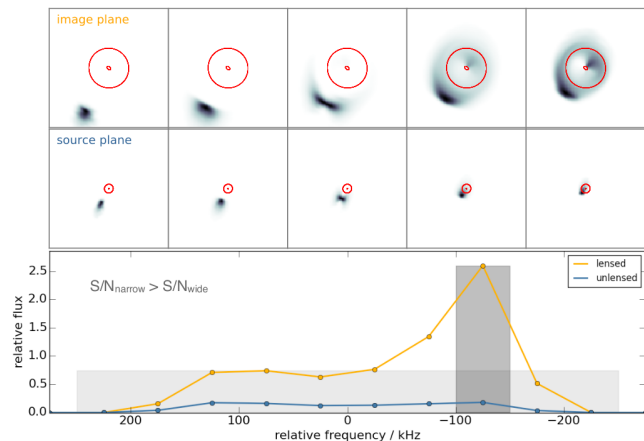 image plane
source plane
S/Nnarrow > S/Nwide
lensed
unlensed
relative flux
2.5
2.0
1.5
1.0
0.5
0.0
200
100
0
−100
−200
relative frequency / kHz